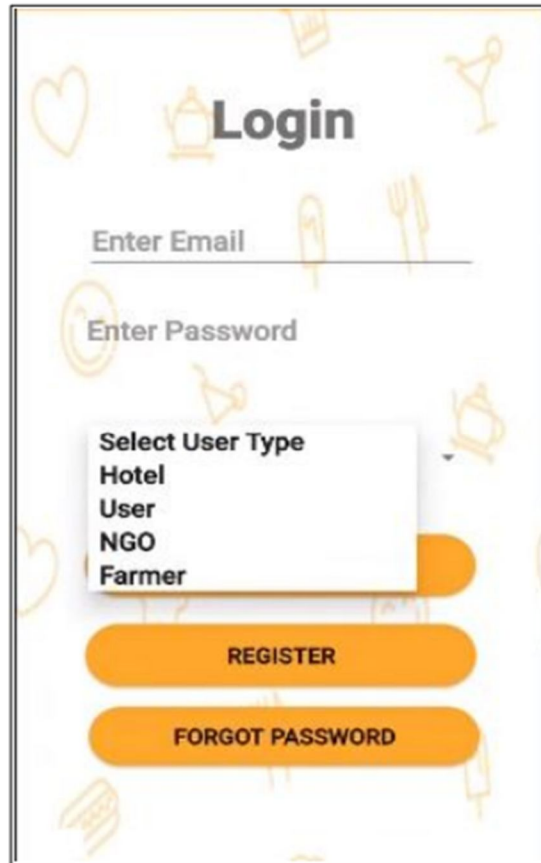 Login
Enter Email
Enter Password
Select User Type
Hotel
User
NGO
Farmer
REGISTER
FORGOT PASSWORD